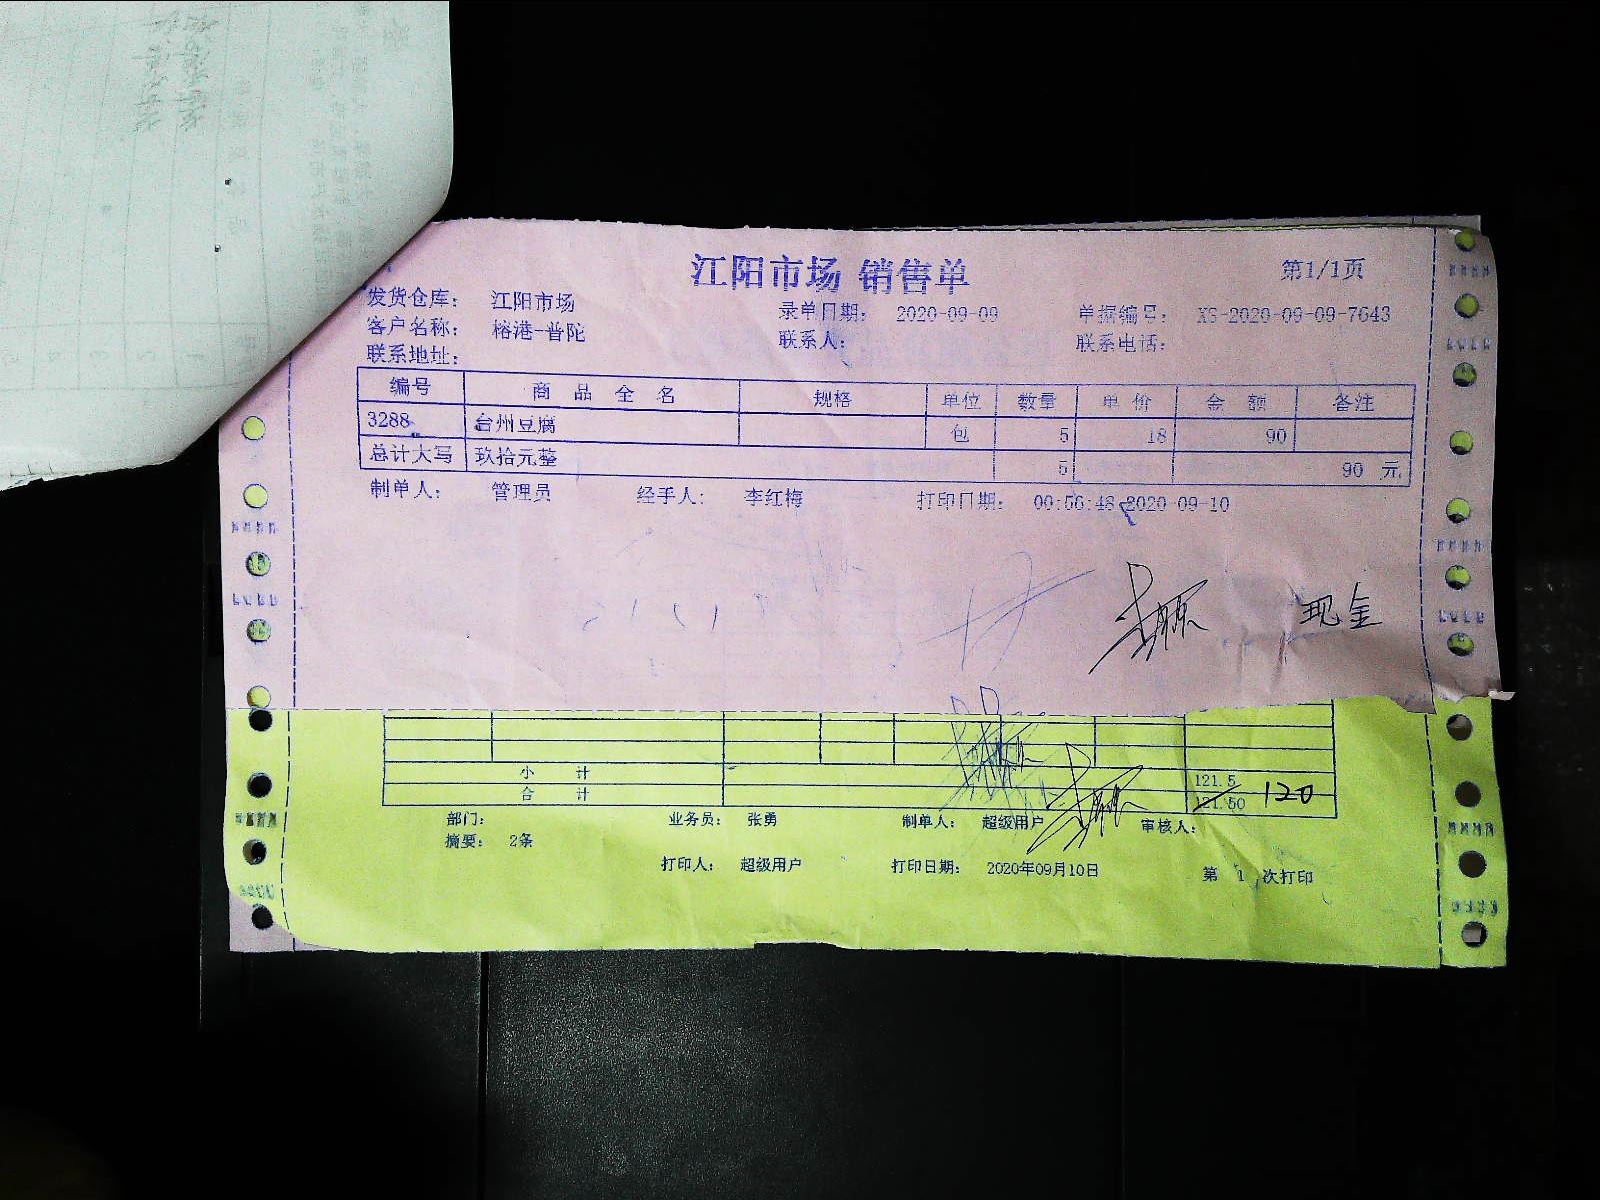 江阳市场 销售单 第1/1页
发货仓库： 江阳市场 录单日期： 2020-09-09 单据编号： XS-2020-09-09-7643
客户名称： 榕港-普陀 联系人： 联系电话：
联系地址：
编号 商品全名 规格 单位 数量 单价 金额 备注
3288 台州豆腐 包 5 18 90
总计大写 玖拾元整 5 90 元
制单人： 管理员 经手人： 李红梅 打印日期： 00:56:48 2020-09-10
现金
小计 121.5
合计 121.50 120
部门： 业务员： 张勇 制单人： 超级用户 审核人：
摘要： 2条
打印人： 超级用户 打印日期： 2020年09月10日 第 1 次打印